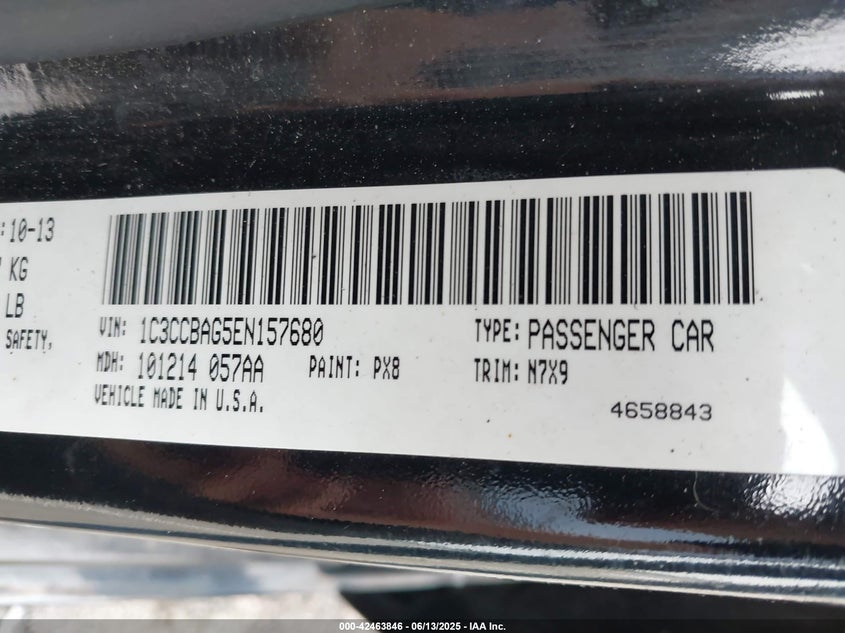 : 10-13
KG
LB
SAFETY,
VIN: 1C3CCBAG5EN157680 TYPE: PASSENGER CAR
MDH: 101214 057AA PAINT: PX8 TRIM: N7X9
VEHICLE MADE IN U.S.A.
4658843
000-42463846 - 06/13/2025 - IAA Inc.